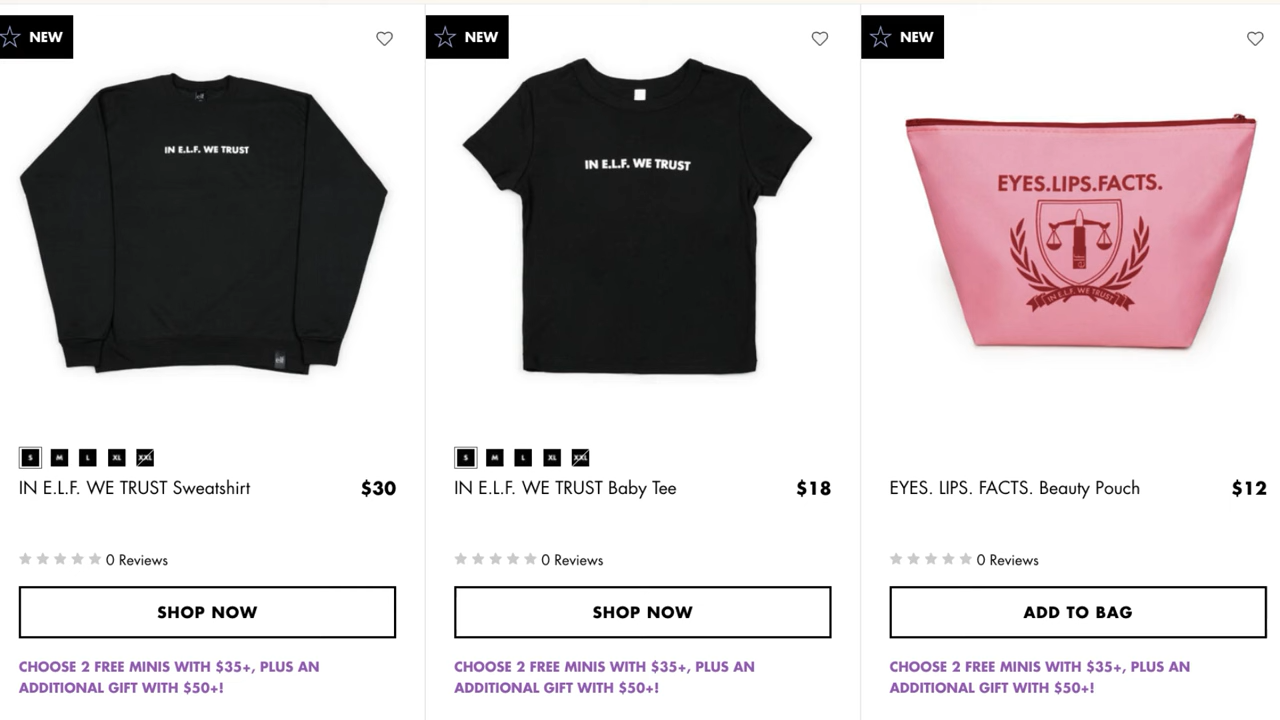 NEW
IN E.L.F. WE TRUST
S M L XL XXL
IN E.L.F. WE TRUST Sweatshirt $30
0 Reviews
SHOP NOW
CHOOSE 2 FREE MINIS WITH $35+, PLUS AN
ADDITIONAL GIFT WITH $50+!
NEW
IN E.L.F. WE TRUST
S M L XL XXL
IN E.L.F. WE TRUST Baby Tee $18
0 Reviews
SHOP NOW
CHOOSE 2 FREE MINIS WITH $35+, PLUS AN
ADDITIONAL GIFT WITH $50+!
NEW
EYES.LIPS.FACTS.
IN E.L.F. WE TRUST
EYES. LIPS. FACTS. Beauty Pouch $12
0 Reviews
ADD TO BAG
CHOOSE 2 FREE MINIS WITH $35+, PLUS AN
ADDITIONAL GIFT WITH $50+!